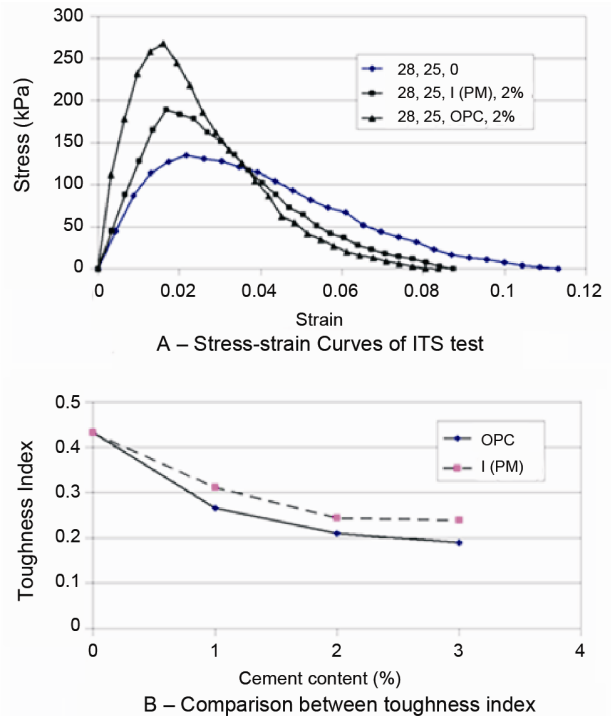 300
250
200
150
100
50
0
Stress (kPa)
28, 25, 0
28, 25, I (PM), 2%
28, 25, OPC, 2%
0 0.02 0.04 0.06 0.08 0.1 0.12
Strain
A – Stress-strain Curves of ITS test
0.5
0.4
0.3
0.2
0.1
0
Toughness Index
OPC
I (PM)
0 1 2 3 4
Cement content (%)
B – Comparison between toughness index